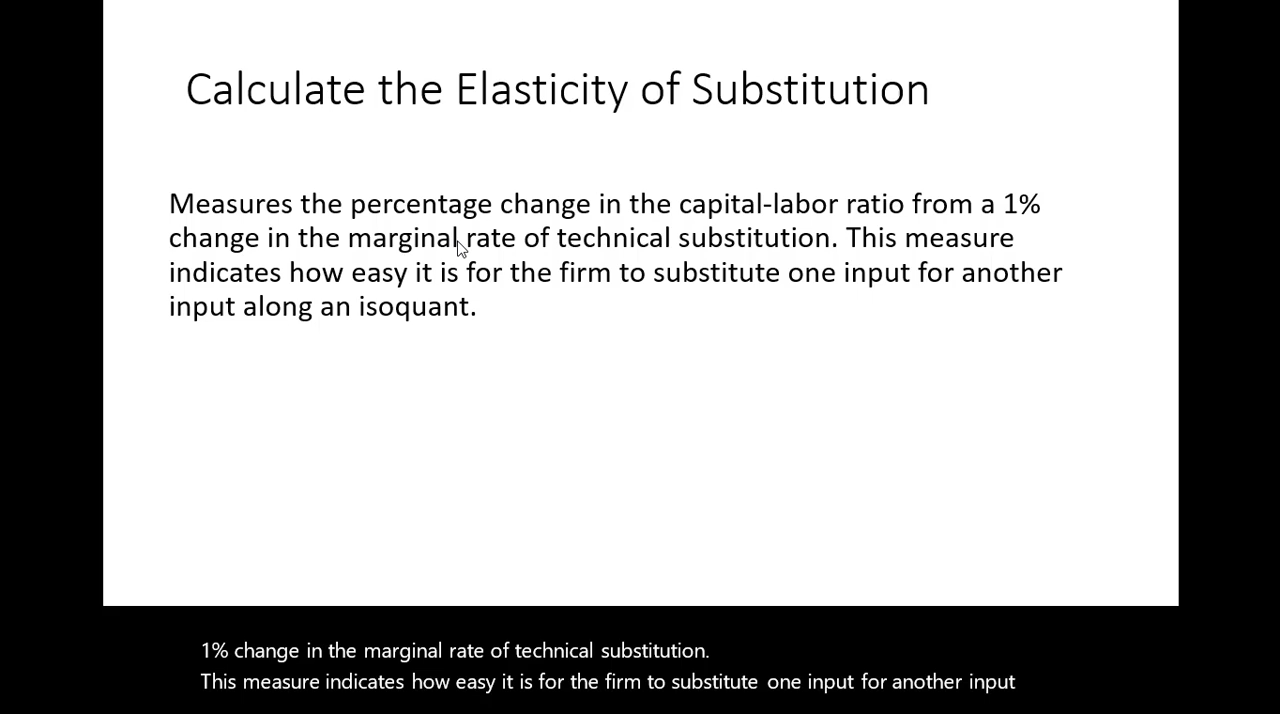 Calculate the Elasticity of Substitution
Measures the percentage change in the capital-labor ratio from a 1%
change in the marginal rate of technical substitution. This measure
indicates how easy it is for the firm to substitute one input for another
input along an isoquant.
1% change in the marginal rate of technical substitution.
This measure indicates how easy it is for the firm to substitute one input for another input